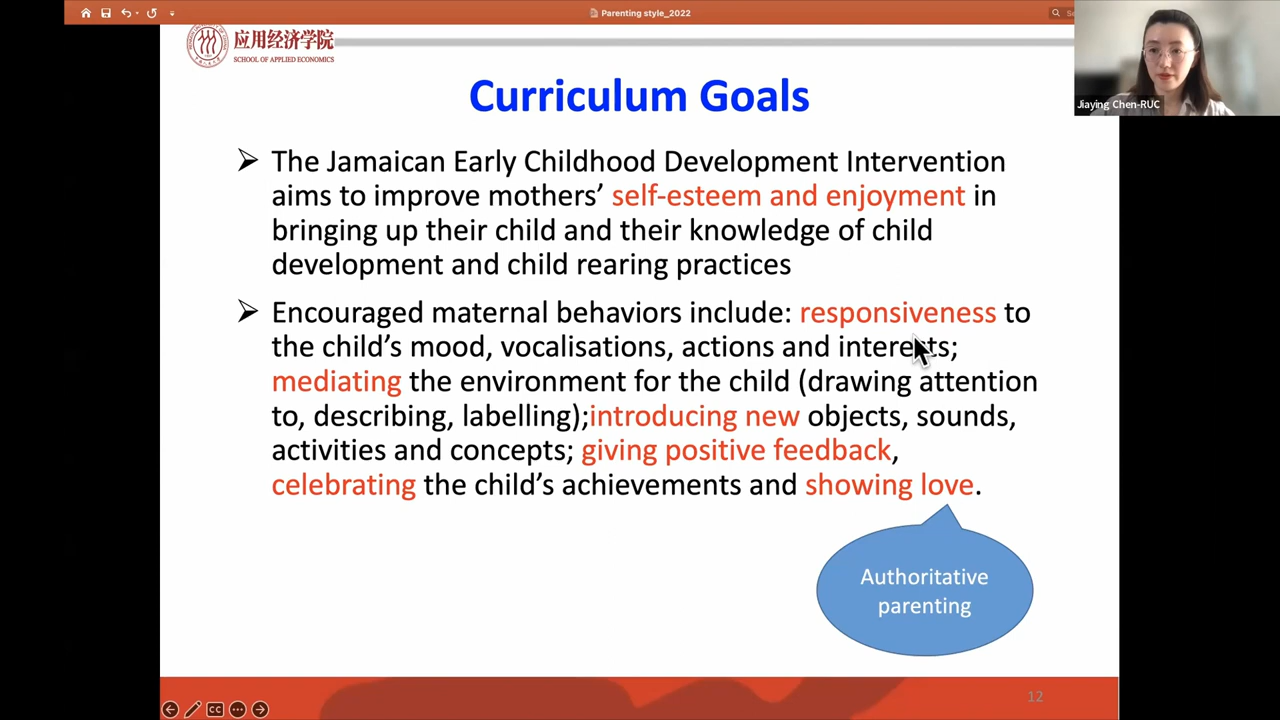 Parenting style_2022
应用经济学院
SCHOOL OF APPLIED ECONOMICS
Jiaying Chen-RUC
Curriculum Goals
➢ The Jamaican Early Childhood Development Intervention
aims to improve mothers’ self-esteem and enjoyment in
bringing up their child and their knowledge of child
development and child rearing practices
➢ Encouraged maternal behaviors include: responsiveness to
the child’s mood, vocalisations, actions and interests;
mediating the environment for the child (drawing attention
to, describing, labelling);introducing new objects, sounds,
activities and concepts; giving positive feedback,
celebrating the child’s achievements and showing love.
Authoritative
parenting
12
CC